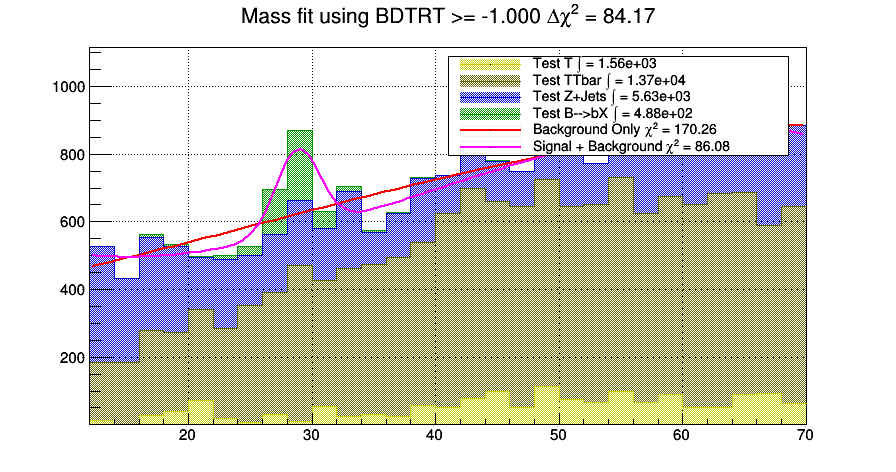 Mass fit using BDTRT >= -1.000 Δχ² = 84.17
Test T ∫ = 1.56e+03
Test TTbar ∫ = 1.37e+04
Test Z+Jets ∫ = 5.63e+03
Test B-->bX ∫ = 4.88e+02
Background Only χ² = 170.26
Signal + Background χ² = 86.08
1000
800
600
400
200
20 30 40 50 60 70